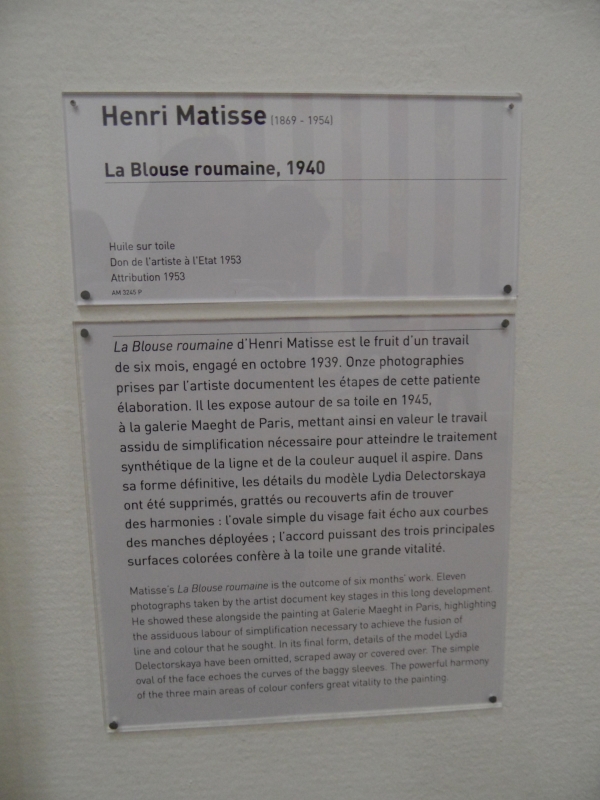 Henri Matisse (1869 - 1954)
La Blouse roumaine, 1940
Huile sur toile
Don de l'artiste à l'Etat 1953
Attribution 1953
AM 3245 P
La Blouse roumaine d'Henri Matisse est le fruit d'un travail
de six mois, engagé en octobre 1939. Onze photographies
prises par l'artiste documentent les étapes de cette patiente
élaboration. Il les expose autour de sa toile en 1945,
à la galerie Maeght de Paris, mettant ainsi en valeur le travail
assidu de simplification nécessaire pour atteindre le traitement
synthétique de la ligne et de la couleur auquel il aspire. Dans
sa forme définitive, les détails du modèle Lydia Delectorskaya
ont été supprimés, grattés ou recouverts afin de trouver
des harmonies : l'ovale simple du visage fait écho aux courbes
des manches déployées ; l'accord puissant des trois principales
surfaces colorées confère à la toile une grande vitalité.
Matisse's La Blouse roumaine is the outcome of six months' work. Eleven
photographs taken by the artist document key stages in this long development.
He showed these alongside the painting at Galerie Maeght in Paris, highlighting
the assiduous labour of simplification necessary to achieve the fusion of
line and colour that he sought. In its final form, details of the model Lydia
Delectorskaya have been omitted, scraped away or covered over. The simple
oval of the face echoes the curves of the baggy sleeves. The powerful harmony
of the three main areas of colour confers great vitality to the painting.